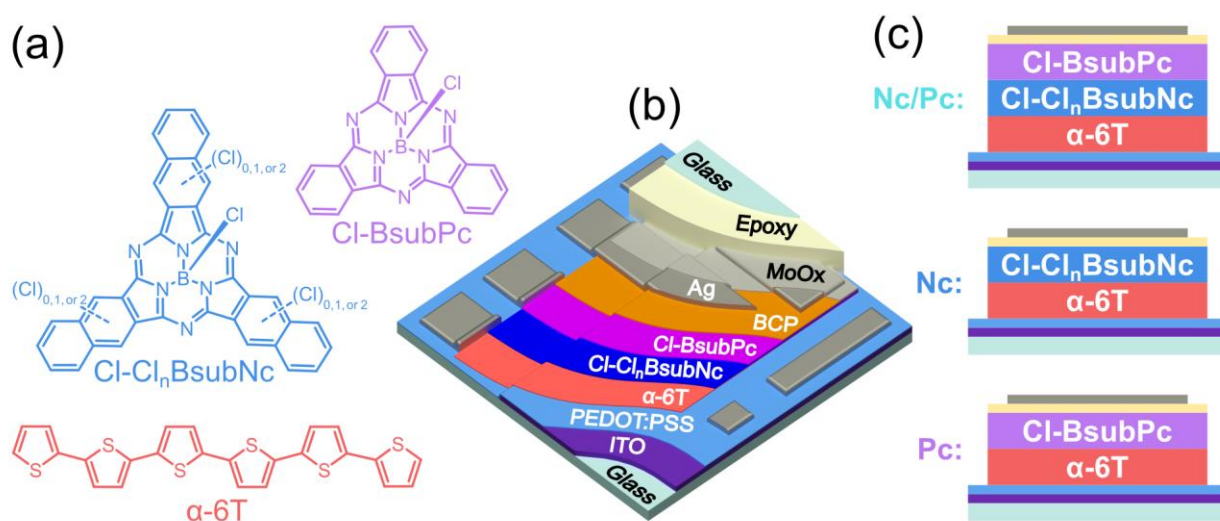 (a)
Cl
N
N
N
B
N
N
N
Cl-BsubPc
(Cl)0,1,or 2
Cl
N
N
N
B
N
N
N
(Cl)0,1,or 2
(Cl)0,1,or 2
Cl-ClnBsubNc
S
S
S
S
S
S
α-6T
(b)
Glass
Epoxy
MoOx
Ag
BCP
Cl-BsubPc
Cl-ClnBsubNc
α-6T
PEDOT:PSS
ITO
Glass
(c)
Nc/Pc:
Cl-BsubPc
Cl-ClnBsubNc
α-6T
Nc:
Cl-ClnBsubNc
α-6T
Pc:
Cl-BsubPc
α-6T